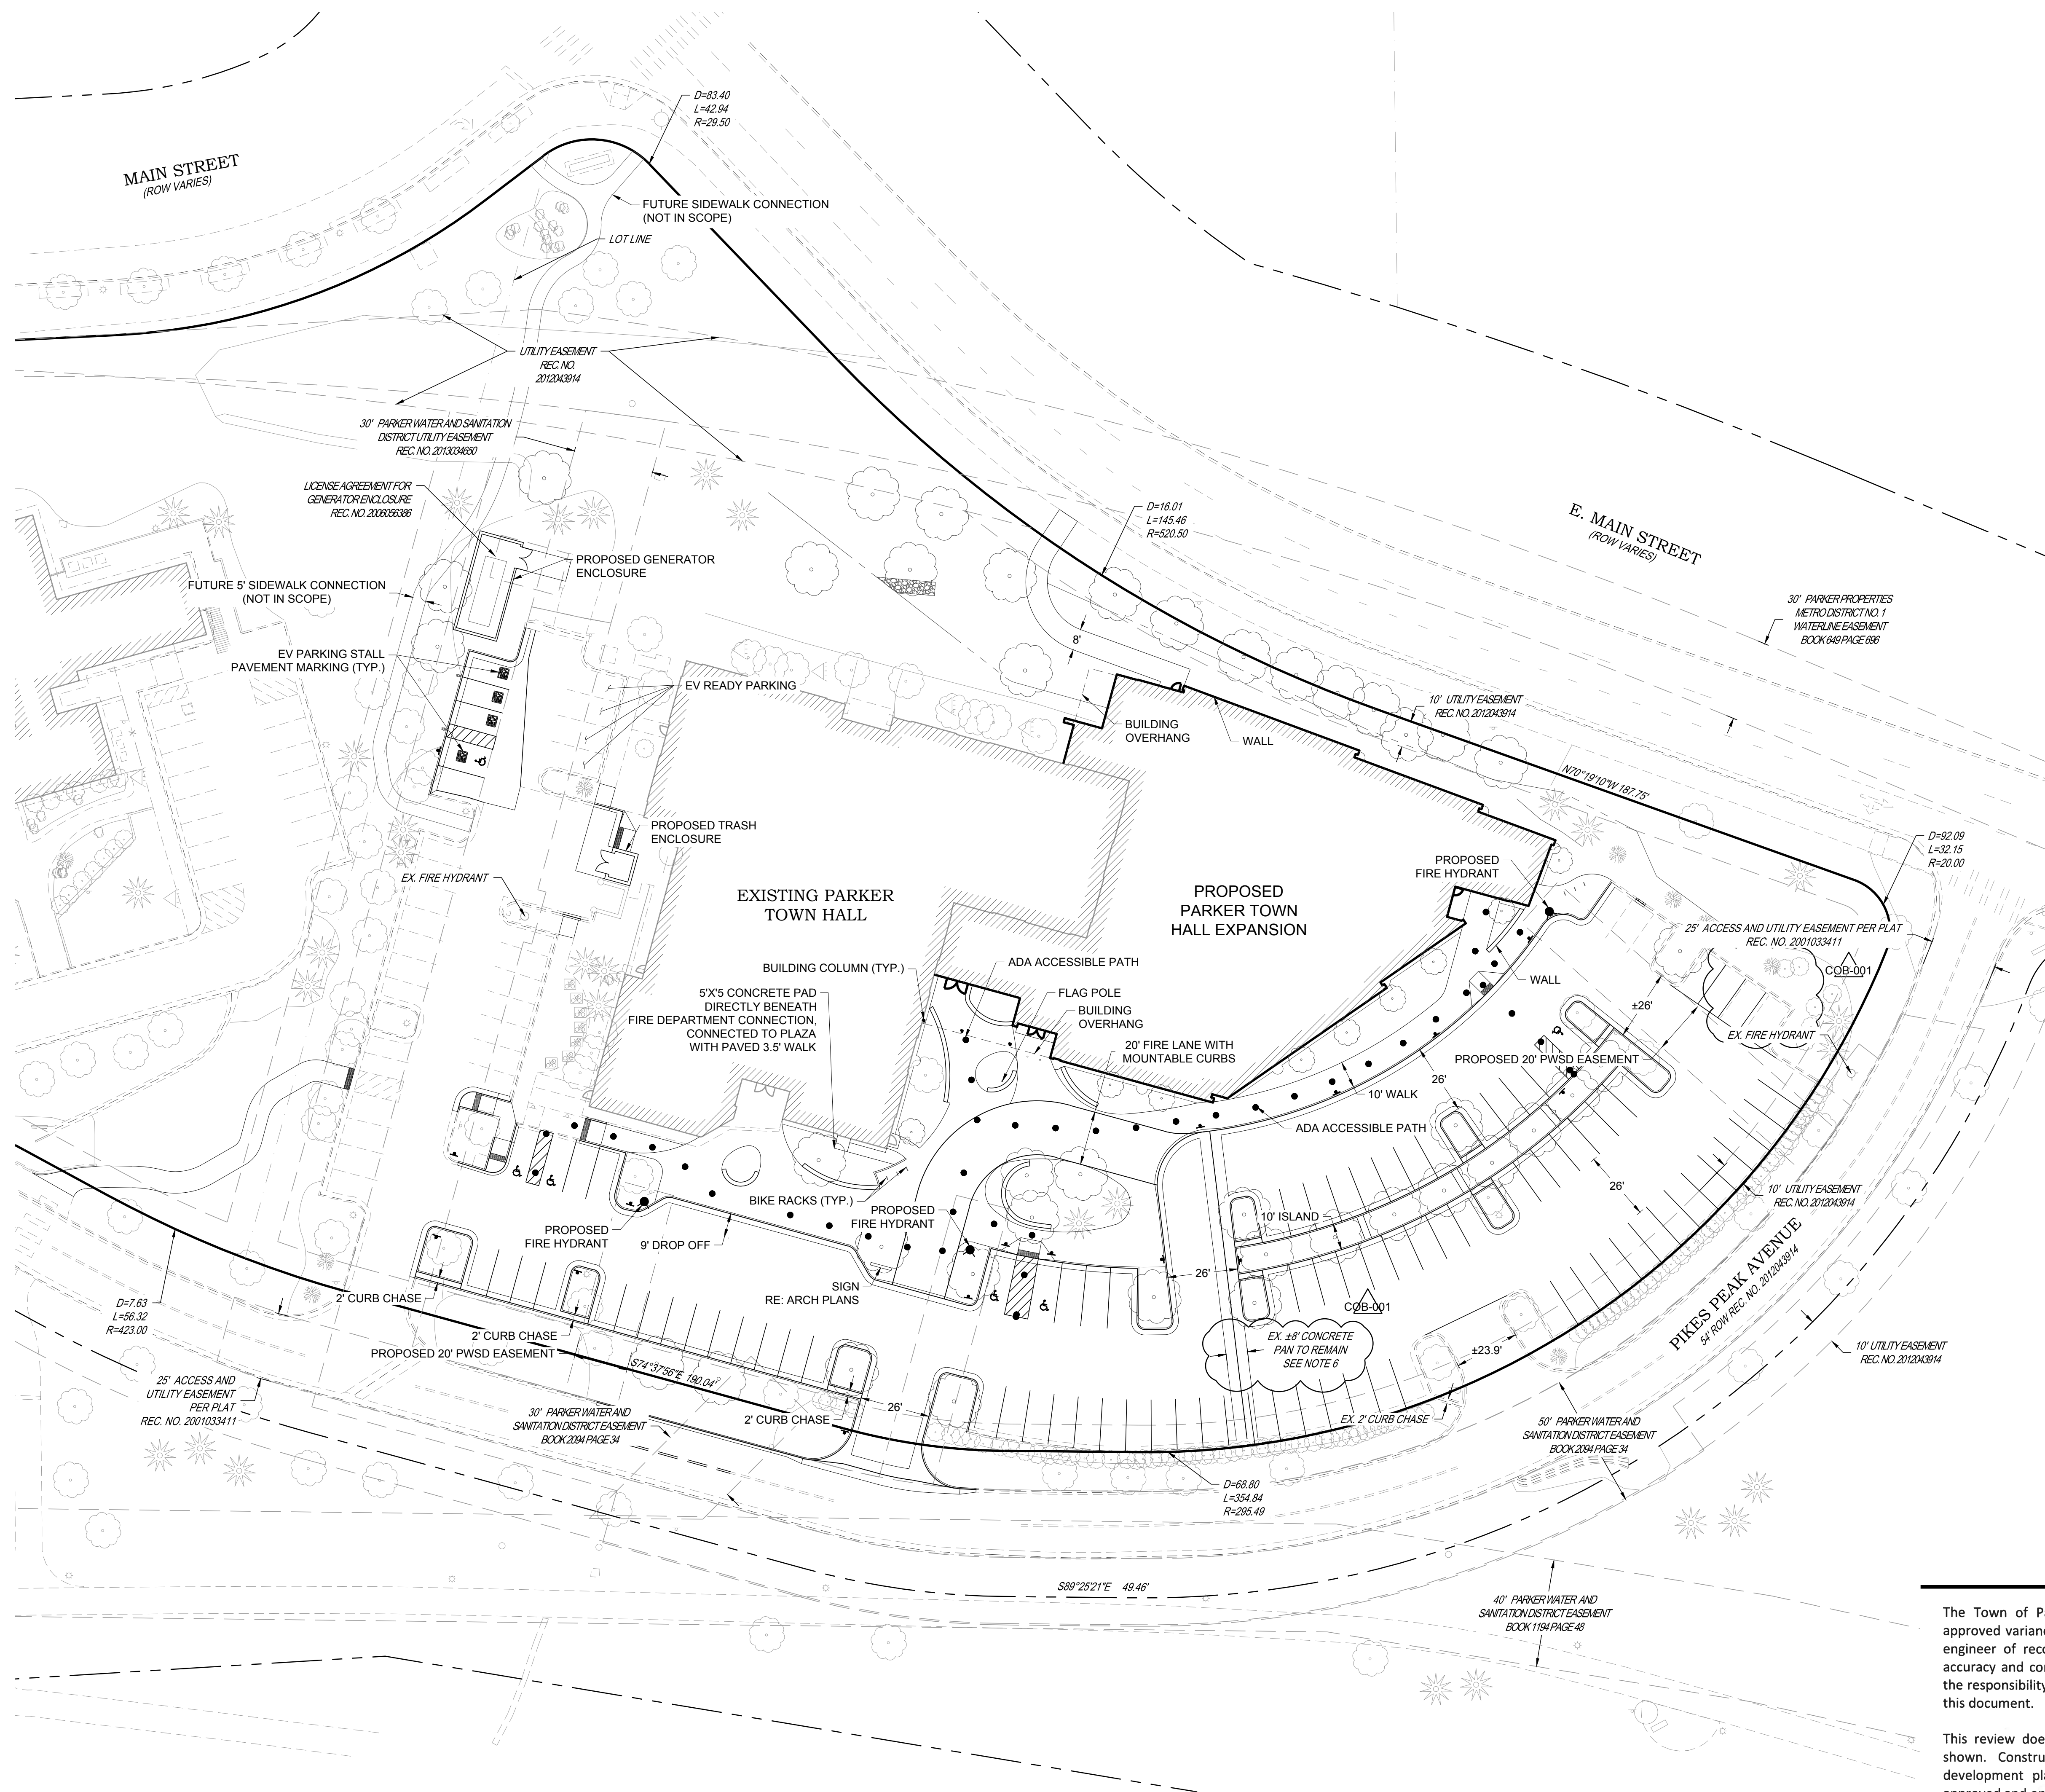 D=83.40
L=42.94
R=29.50
MAIN STREET
(ROW VARIES)
FUTURE SIDEWALK CONNECTION
(NOT IN SCOPE)
LOT LINE
UTILITY EASEMENT
REC. NO.
2012043914
30' PARKER WATER AND SANITATION
DISTRICT UTILITY EASEMENT
REC. NO. 2013034650
LICENSE AGREEMENT FOR
GENERATOR ENCLOSURE
REC. NO. 2006056386
D=16.01
L=145.46
R=520.50
E. MAIN STREET
(ROW VARIES)
PROPOSED GENERATOR
ENCLOSURE
FUTURE 5' SIDEWALK CONNECTION
(NOT IN SCOPE)
30' PARKER PROPERTIES
METRO DISTRICT NO. 1
WATERLINE EASEMENT
BOOK 649 PAGE 696
8'
EV PARKING STALL
PAVEMENT MARKING (TYP.)
EV READY PARKING
10' UTILITY EASEMENT
REC. NO. 2012043914
BUILDING
OVERHANG
WALL
N70°19'10"W 187.75'
PROPOSED TRASH
ENCLOSURE
D=92.09
L=32.15
R=20.00
PROPOSED
FIRE HYDRANT
EX. FIRE HYDRANT
EXISTING PARKER
TOWN HALL
PROPOSED
PARKER TOWN
HALL EXPANSION
25' ACCESS AND UTILITY EASEMENT PER PLAT
REC. NO. 2001033411
COB-001
BUILDING COLUMN (TYP.)
ADA ACCESSIBLE PATH
WALL
5'X'5 CONCRETE PAD
DIRECTLY BENEATH
FIRE DEPARTMENT CONNECTION,
CONNECTED TO PLAZA
WITH PAVED 3.5' WALK
FLAG POLE
BUILDING
OVERHANG
±26'
EX. FIRE HYDRANT
20' FIRE LANE WITH
MOUNTABLE CURBS
PROPOSED 20' PWSD EASEMENT
26'
10' WALK
ADA ACCESSIBLE PATH
26'
10' UTILITY EASEMENT
REC. NO. 2012043914
BIKE RACKS (TYP.)
PROPOSED
FIRE HYDRANT
10' ISLAND
PROPOSED
FIRE HYDRANT
9' DROP OFF
PIKES PEAK AVENUE
54' ROW REC. NO. 2012043914
26'
SIGN
RE: ARCH PLANS
2' CURB CHASE
D=7.63
L=56.32
R=423.00
COB-001
2' CURB CHASE
PROPOSED 20' PWSD EASEMENT
EX. ±8' CONCRETE
PAN TO REMAIN
SEE NOTE 6
±23.9'
10' UTILITY EASEMENT
REC. NO. 2012043914
S74°37'56"E 190.04'
25' ACCESS AND
UTILITY EASEMENT
PER PLAT
REC. NO. 2001033411
30' PARKER WATER AND
SANITATION DISTRICT EASEMENT
BOOK 2094 PAGE 34
2' CURB CHASE
26'
EX. 2' CURB CHASE
50' PARKER WATER AND
SANITATION DISTRICT EASEMENT
BOOK 2094 PAGE 34
D=68.80
L=354.84
R=295.49
S89°25'21"E 49.46'
40' PARKER WATER AND
SANITATION DISTRICT EASEMENT
BOOK 1194 PAGE 48
The Town of
approved
engineer of
accuracy and
the responsibility
this document.
This review
shown.
development